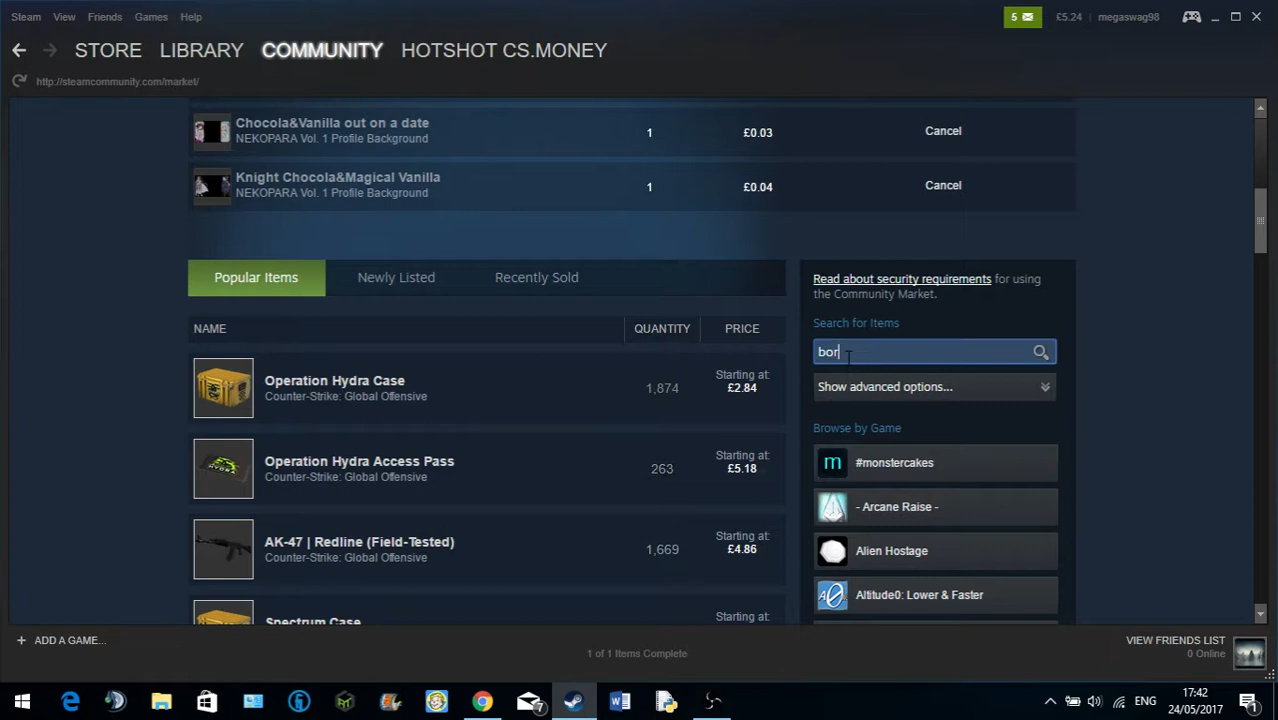 Steam View Friends Games Help 5 £5.24 megaswag98
STORE LIBRARY COMMUNITY HOTSHOT CS.MONEY
http://steamcommunity.com/market/
Chocola&Vanilla out on a date
NEKOPARA Vol. 1 Profile Background
1 £0.03 Cancel
Knight Chocola&Magical Vanilla
NEKOPARA Vol. 1 Profile Background
1 £0.04 Cancel
Popular Items Newly Listed Recently Sold
NAME QUANTITY PRICE
Operation Hydra Case
Counter-Strike: Global Offensive
1,874
Starting at:
£2.84
Operation Hydra Access Pass
Counter-Strike: Global Offensive
263
Starting at:
£5.18
AK-47 | Redline (Field-Tested)
Counter-Strike: Global Offensive
1,669
Starting at:
£4.86
Spectrum Case
Starting at:
Read about security requirements for using
the Community Market.
Search for Items
bor
Show advanced options...
Browse by Game
m #monstercakes
- Arcane Raise -
Alien Hostage
Altitude0: Lower & Faster
+ ADD A GAME...
1 of 1 Items Complete
VIEW FRIENDS LIST
0 Online
7
ENG
17:42
24/05/2017
1